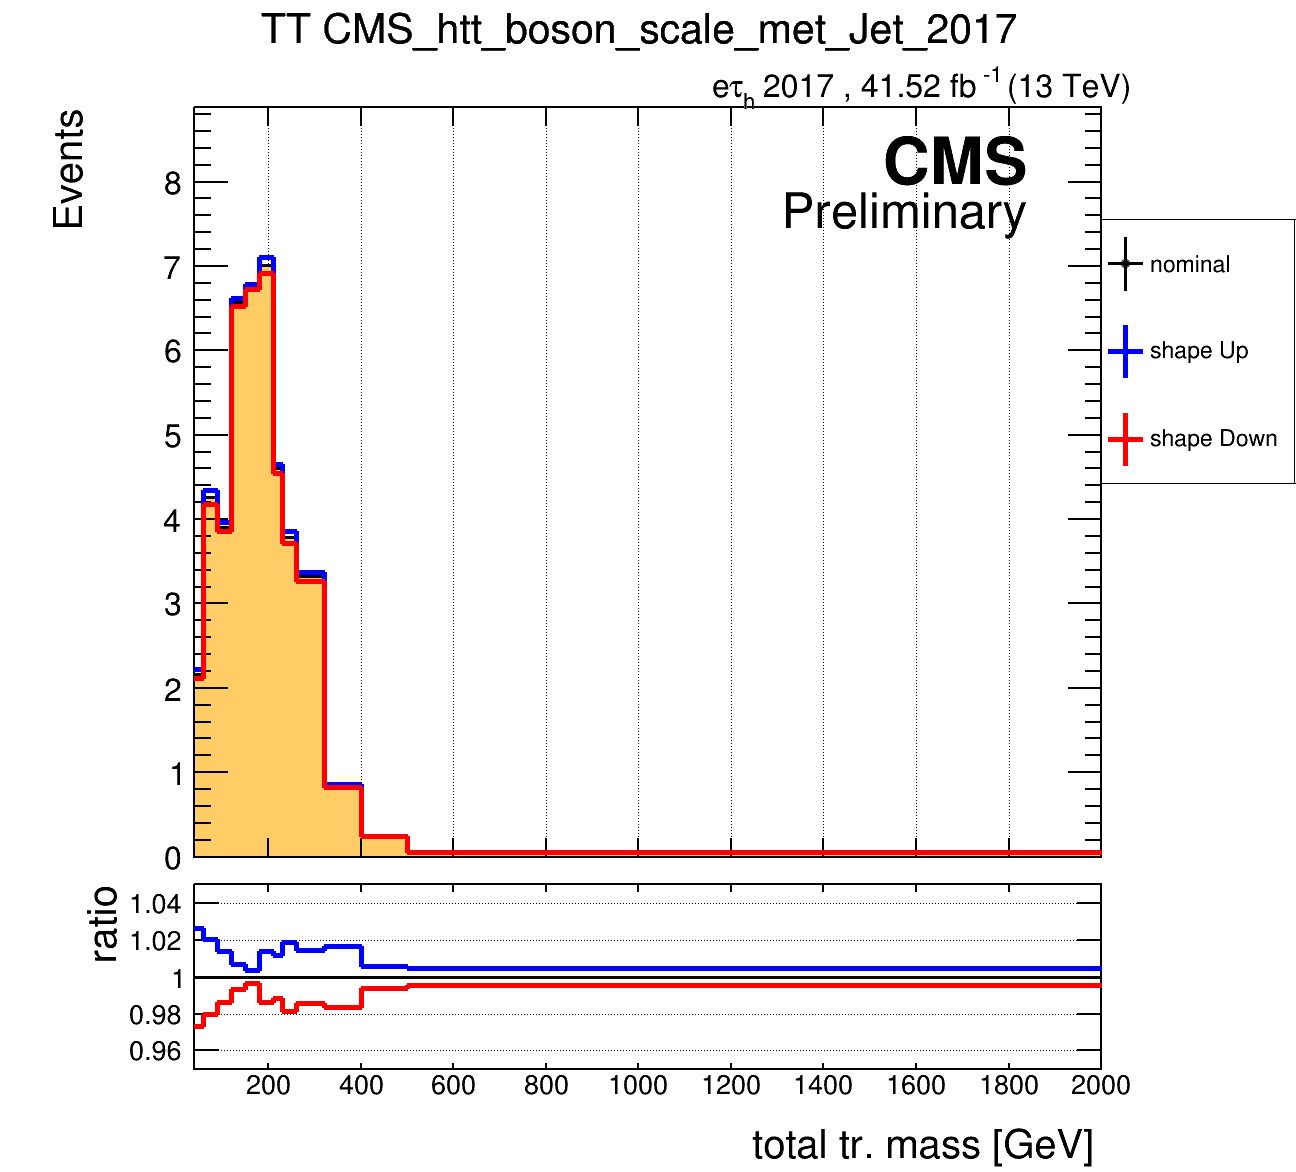 TT CMS_htt_boson_scale_met_Jet_2017
eτh 2017 , 41.52 fb -1 (13 TeV)
Events
CMS
Preliminary
8
7
6
5
4
3
2
1
0
nominal
shape Up
shape Down
ratio
1.04
1.02
1
0.98
0.96
200 400 600 800 1000 1200 1400 1600 1800 2000
total tr. mass [GeV]